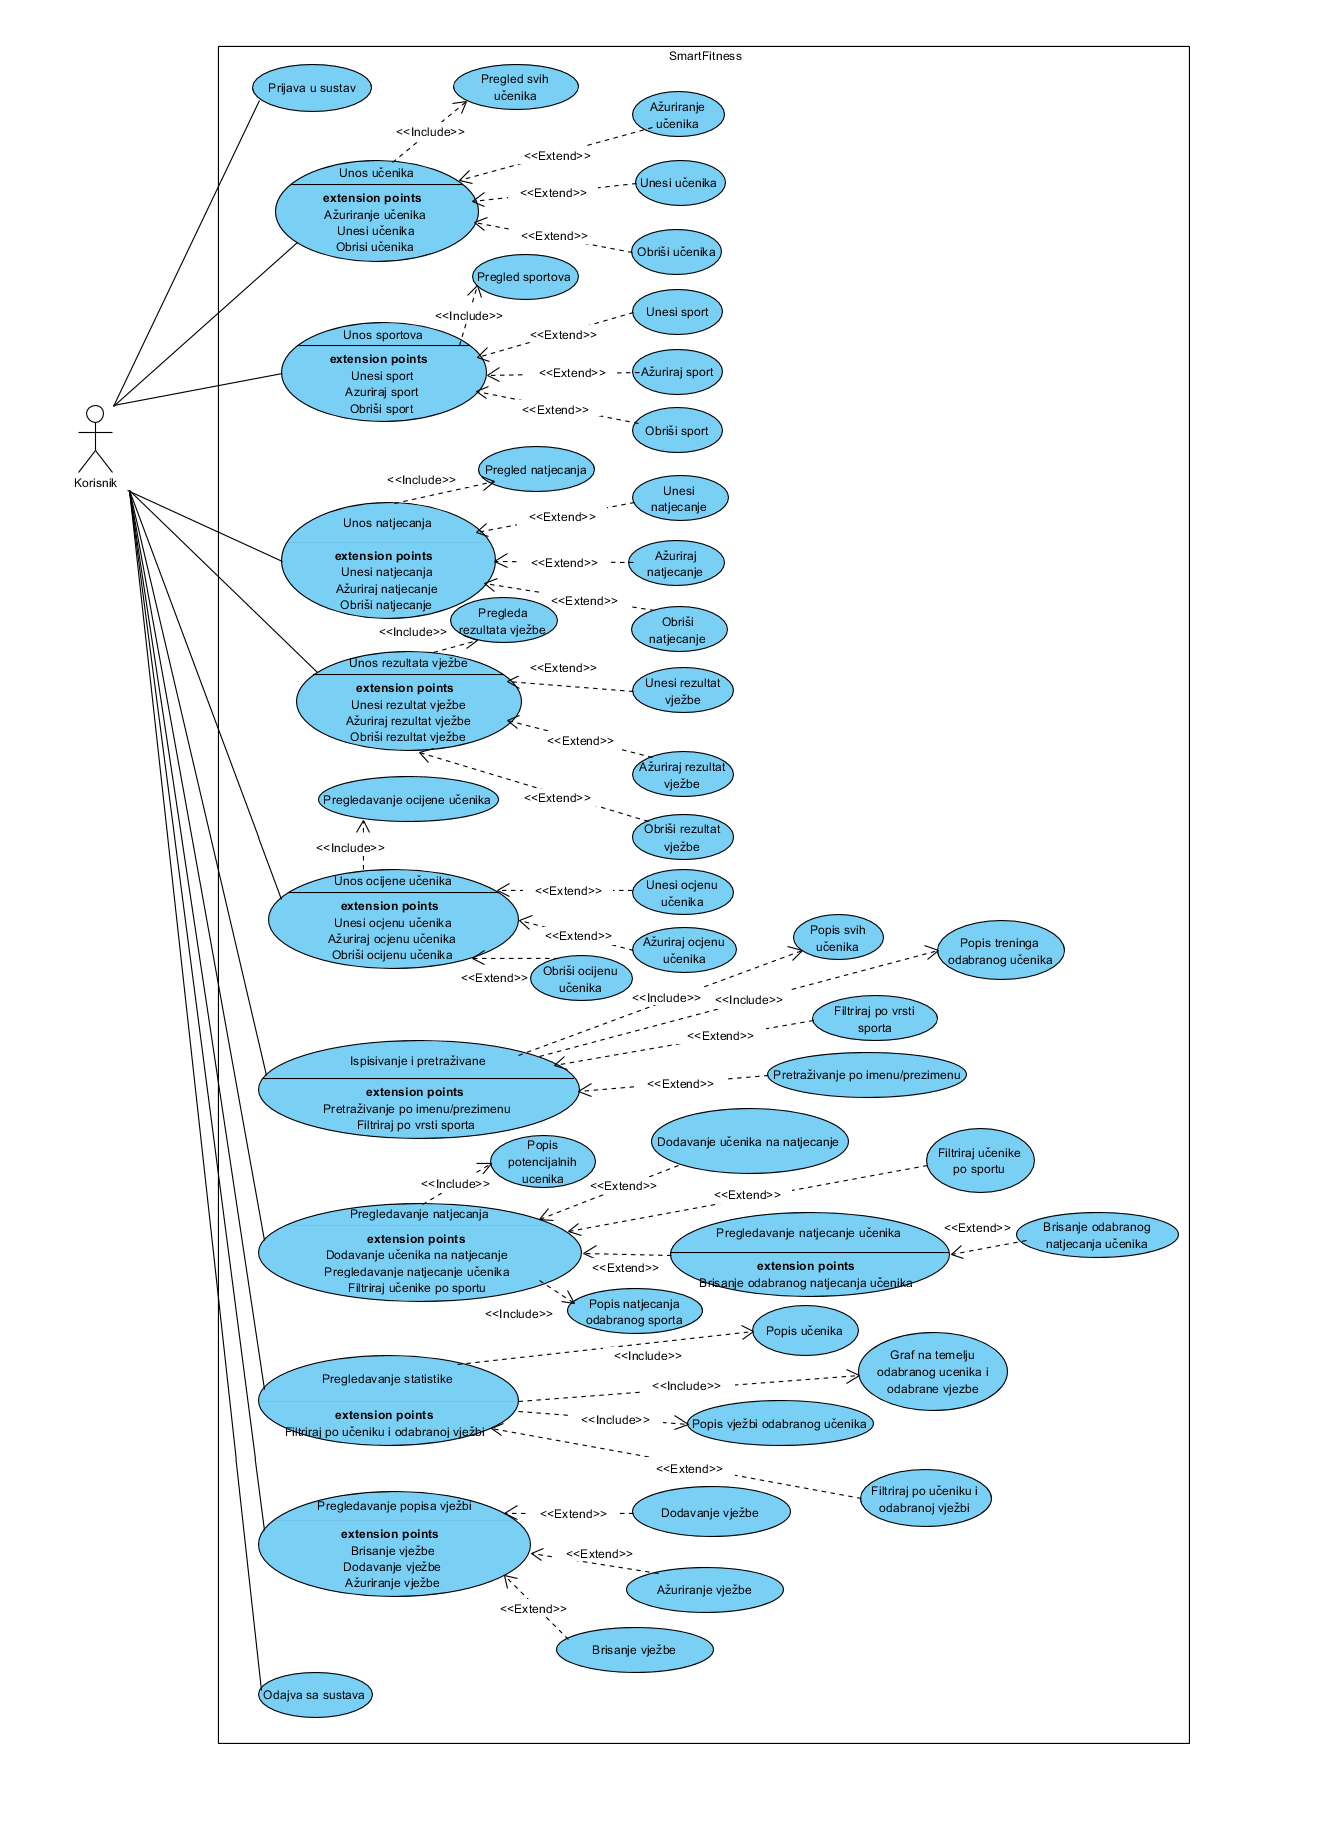 SmartFitness
Prijava u sustav
Pregled svih
učenika
<<Include>>
Ažuriranje
učenika
<<Extend>>
Unos učenika
extension points
Ažuriranje učenika
Unesi učenika
Obrisi učenika
<<Extend>>
Unesi učenika
<<Extend>>
Obriši učenika
Pregled sportova
<<Include>>
Unos sportova
extension points
Unesi sport
Azuriraj sport
Obriši sport
<<Extend>>
Unesi sport
<<Extend>>
Ažuriraj sport
<<Extend>>
Obriši sport
Korisnik
Pregled natjecanja
<<Include>>
Unos natjecanja
extension points
Unesi natjecanja
Ažuriraj natjecanje
Obriši natjecanje
<<Extend>>
Unesi
natjecanje
<<Extend>>
Ažuriraj
natjecanje
<<Extend>>
Obriši
natjecanje
Pregleda
rezultata vježbe
<<Include>>
Unos rezultata vježbe
extension points
Unesi rezultat vježbe
Ažuriraj rezultat vježbe
Obriši rezultat vježbe
<<Extend>>
Unesi rezultat
vježbe
<<Extend>>
Ažuriraj rezultat
vježbe
<<Extend>>
Obriši rezultat
vježbe
Pregledavanje ocijene učenika
<<Include>>
Unos ocijene učenika
extension points
Unesi ocjenu učenika
Ažuriraj ocjenu učenika
Obriši ocijenu učenika
<<Extend>>
Unesi ocjenu
učenika
<<Extend>>
Ažuriraj ocjenu
učenika
<<Extend>>
Obriši ocijenu
učenika
Popis svih
učenika
Popis treninga
odabranog učenika
<<Include>>
<<Include>>
Filtriraj po vrsti
sporta
<<Extend>>
Ispisivanje i pretraživane
extension points
Pretraživanje po imenu/prezimenu
Filtriraj po vrsti sporta
<<Extend>>
Pretraživanje po imenu/prezimenu
Popis
potencijalnih
ucenika
<<Include>>
Dodavanje učenika na natjecanje
<<Extend>>
Filtriraj učenike
po sportu
<<Extend>>
Pregledavanje natjecanja
extension points
Dodavanje učenika na natjecanje
Pregledavanje natjecanje učenika
Filtriraj učenike po sportu
<<Extend>>
Pregledavanje natjecanje učenika
extension points
Brisanje odabranog natjecanja učenika
<<Extend>>
Brisanje odabranog
natjecanja učenika
<<Include>>
Popis natjecanja
odabranog sporta
Popis učenika
<<Include>>
Pregledavanje statistike
extension points
Filtriraj po učeniku i odabranoj vježbi
<<Include>>
Graf na temelju
odabranog ucenika i
odabrane vjezbe
<<Include>>
Popis vježbi odabranog učenika
<<Extend>>
Filtriraj po učeniku i
odabranoj vježbi
Pregledavanje popisa vježbi
extension points
Brisanje vježbe
Dodavanje vježbe
Ažuriranje vježbe
<<Extend>>
Dodavanje vježbe
<<Extend>>
Ažuriranje vježbe
<<Extend>>
Brisanje vježbe
Odajva sa sustava